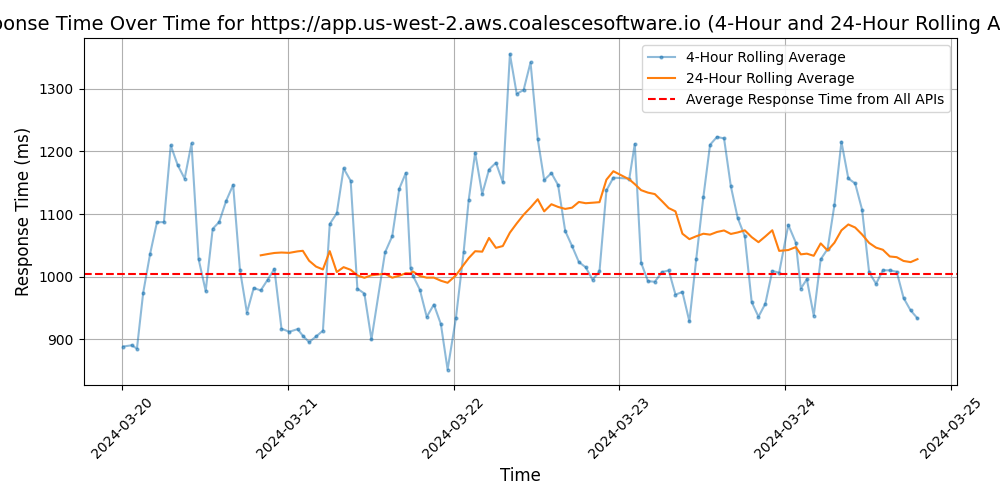 ponse Time Over Time for https://app.us-west-2.aws.coalescesoftware.io (4-Hour and 24-Hour Rolling A
4-Hour Rolling Average
24-Hour Rolling Average
Average Response Time from All APIs
Response Time (ms)
1300
1200
1100
1000
900
2024-03-20
2024-03-21
2024-03-22
2024-03-23
2024-03-24
2024-03-25
Time